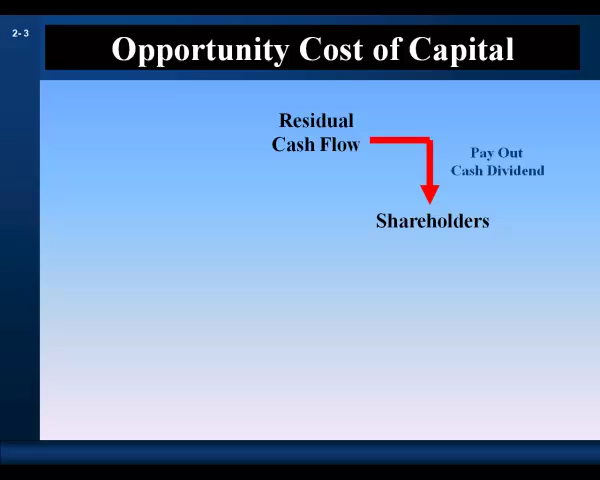 2- 3
Opportunity Cost of Capital
Residual
Cash Flow
Pay Out
Cash Dividend
Shareholders